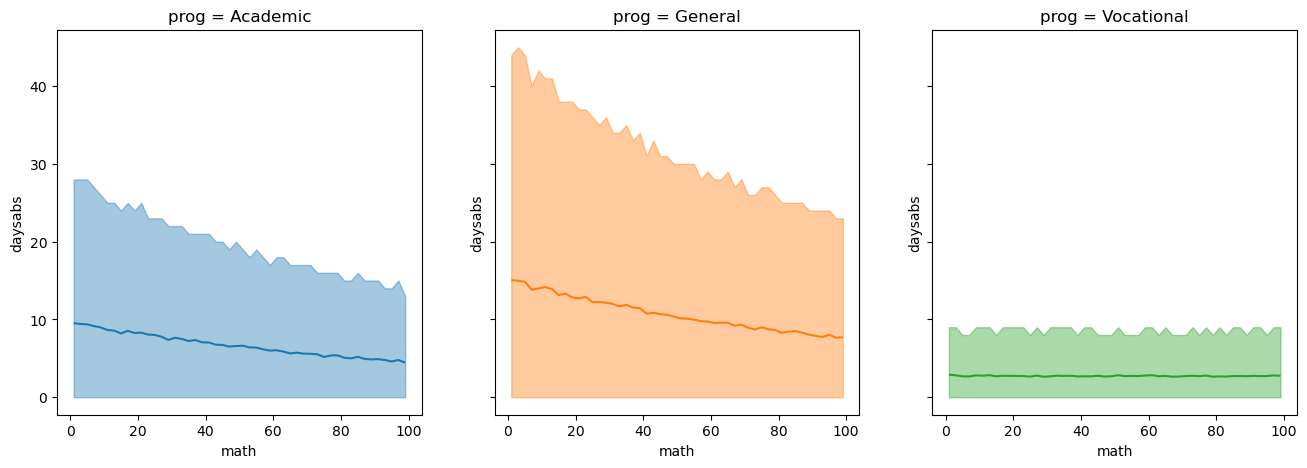 prog = Academic
prog = General
prog = Vocational
daysabs
40
30
20
10
0
0 20 40 60 80 100
math
daysabs
0 20 40 60 80 100
math
daysabs
0 20 40 60 80 100
math